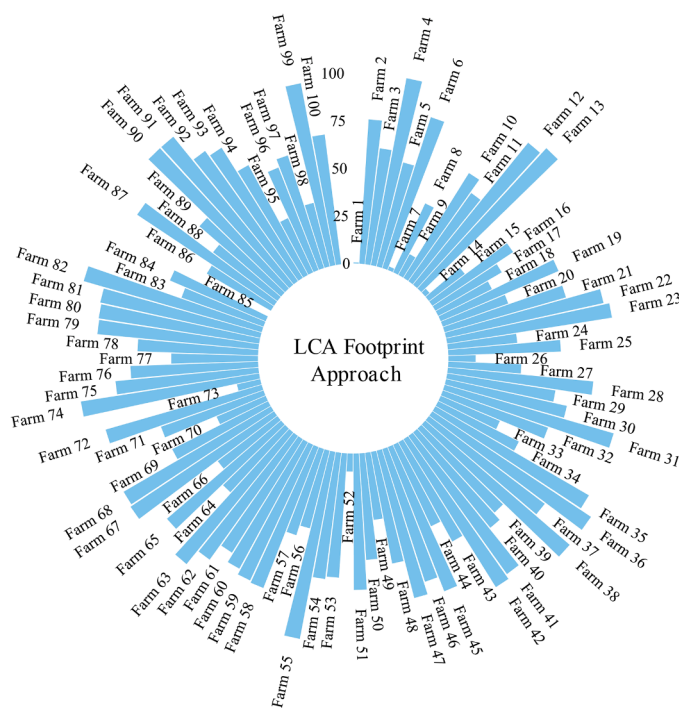 LCA Footprint
Approach
100
75
50
25
0
Farm 1
Farm 2
Farm 3
Farm 4
Farm 5
Farm 6
Farm 7
Farm 8
Farm 9
Farm 10
Farm 11
Farm 12
Farm 13
Farm 14
Farm 15
Farm 16
Farm 17
Farm 18
Farm 19
Farm 20
Farm 21
Farm 22
Farm 23
Farm 24
Farm 25
Farm 26
Farm 27
Farm 28
Farm 29
Farm 30
Farm 31
Farm 32
Farm 33
Farm 34
Farm 35
Farm 36
Farm 37
Farm 38
Farm 39
Farm 40
Farm 41
Farm 42
Farm 43
Farm 44
Farm 45
Farm 46
Farm 47
Farm 48
Farm 49
Farm 50
Farm 51
Farm 52
Farm 53
Farm 54
Farm 55
Farm 56
Farm 57
Farm 58
Farm 59
Farm 60
Farm 61
Farm 62
Farm 63
Farm 64
Farm 65
Farm 66
Farm 67
Farm 68
Farm 69
Farm 70
Farm 71
Farm 72
Farm 73
Farm 74
Farm 75
Farm 76
Farm 77
Farm 78
Farm 79
Farm 80
Farm 81
Farm 82
Farm 83
Farm 84
Farm 85
Farm 86
Farm 87
Farm 88
Farm 89
Farm 90
Farm 91
Farm 92
Farm 93
Farm 94
Farm 95
Farm 96
Farm 97
Farm 98
Farm 99
Farm 100